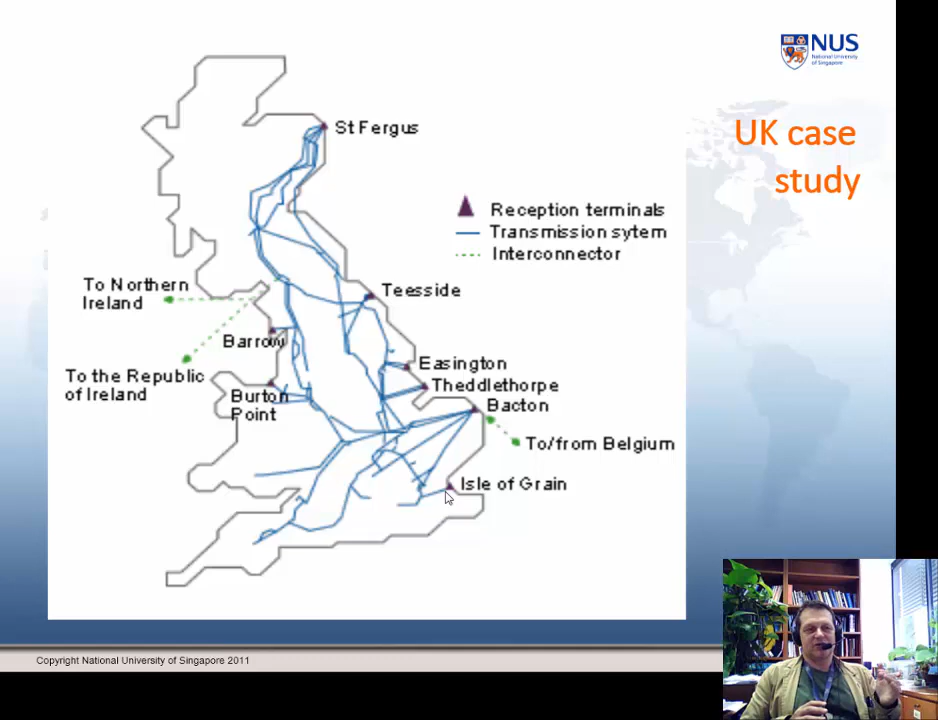 NUS
National University
of Singapore
UK case
study
St Fergus
Reception terminals
Transmission sytem
Interconnector
To Northern
Ireland
Teesside
Barrow
Easington
To the Republic
of Ireland
Theddlethorpe
Burton
Point
Bacton
To/from Belgium
Isle of Grain
Copyright National University of Singapore 2011